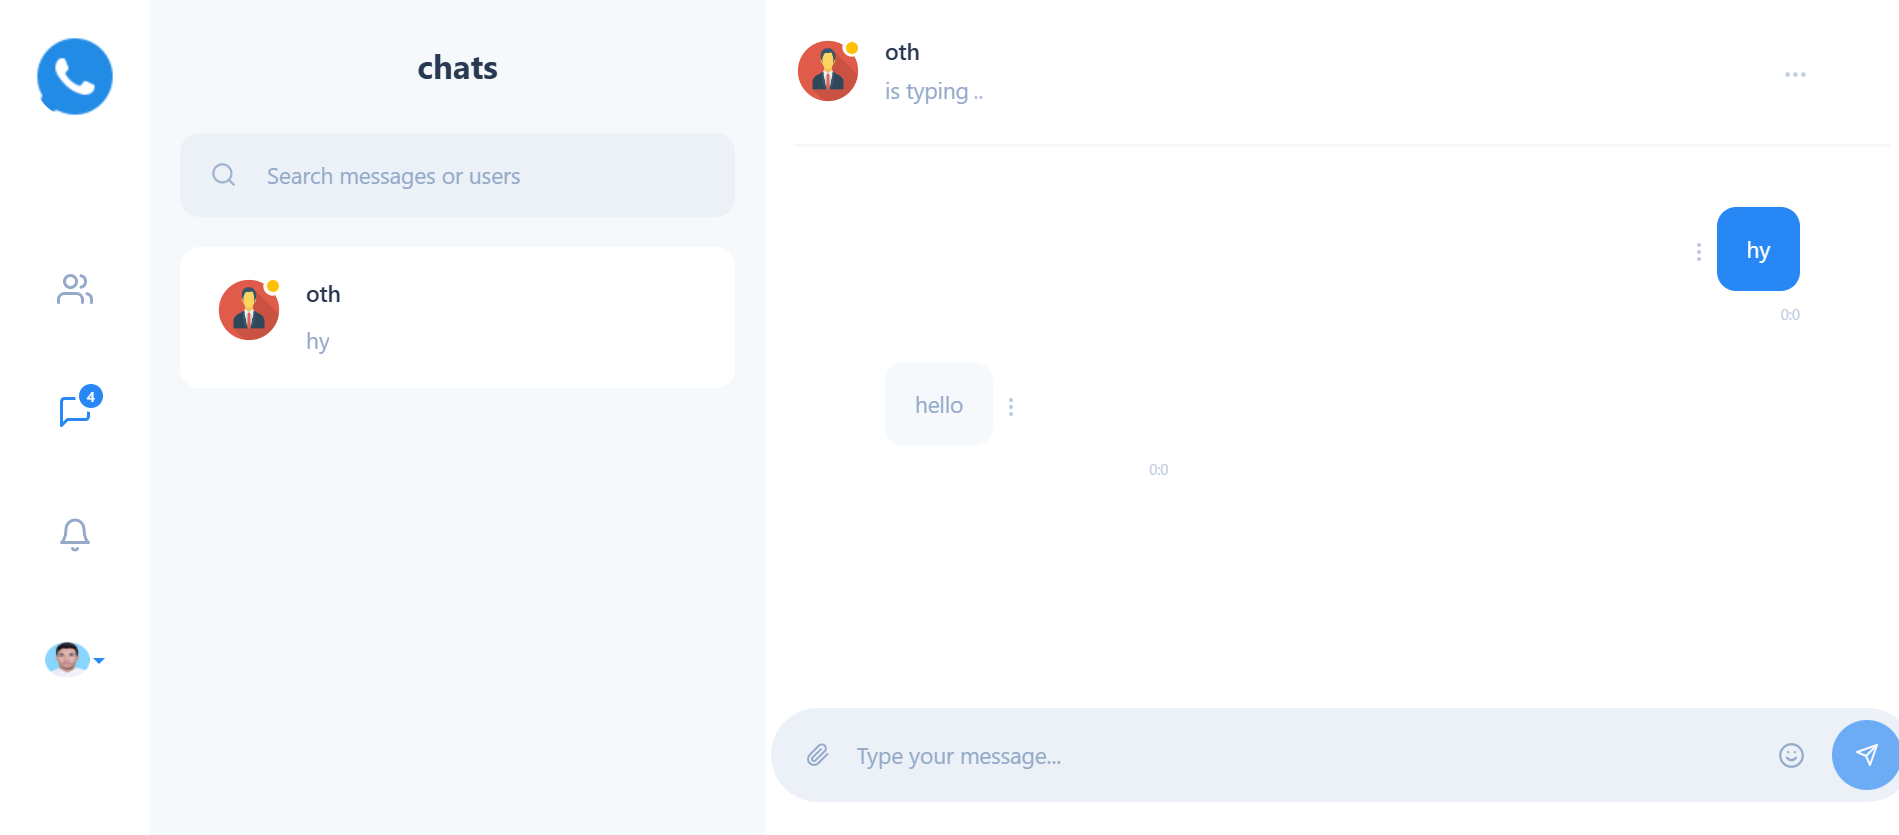 chats
Search messages or users
oth
hy
4
oth
is typing ..
hy
0:0
hello
0:0
Type your message...